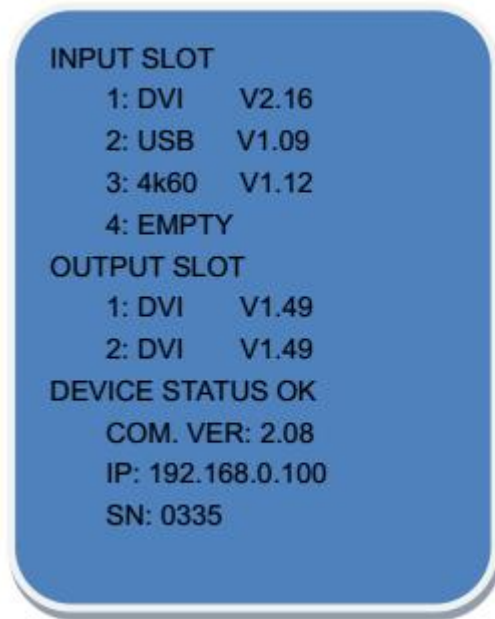 INPUT SLOT
1: DVI V2.16
2: USB V1.09
3: 4k60 V1.12
4: EMPTY
OUTPUT SLOT
1: DVI V1.49
2: DVI V1.49
DEVICE STATUS OK
COM. VER: 2.08
IP: 192.168.0.100
SN: 0335